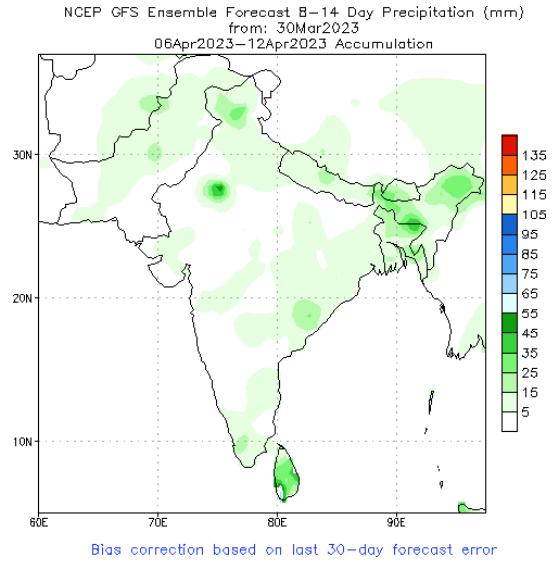 NCEP GFS Ensemble Forecast 8-14 Day Precipitation (mm)
from: 30Mar2023
06Apr2023-12Apr2023 Accumulation
30N
20N
10N
60E
70E
80E
90E
135
125
115
105
95
85
75
65
55
45
35
25
15
5
Bias correction based on last 30-day forecast error